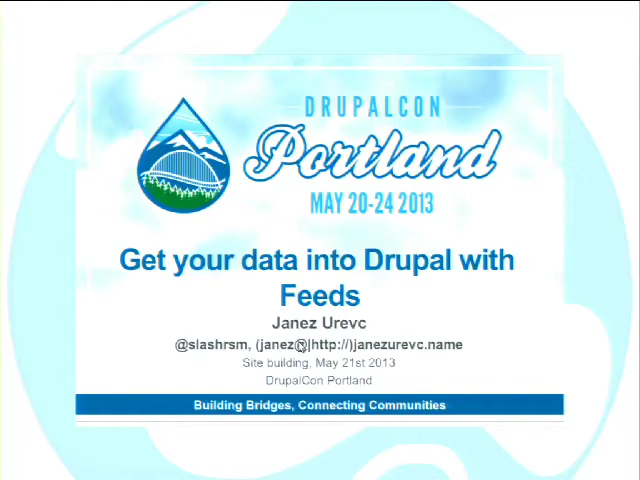 DRUPALCON
Portland
MAY 20-24 2013
Get your data into Drupal with
Feeds
Janez Urevc
@slashrsm, (janez@|http://)janezurevc.name
Site building, May 21st 2013
DrupalCon Portland
Building Bridges, Connecting Communities